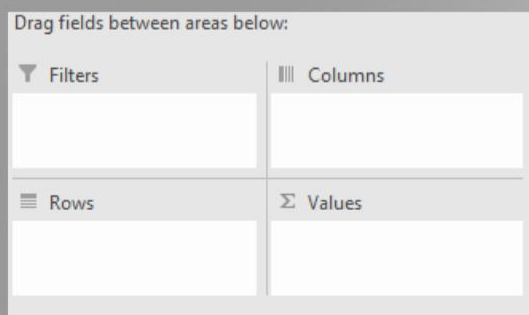 Drag fields between areas below:
Filters
Columns
Rows
Σ Values